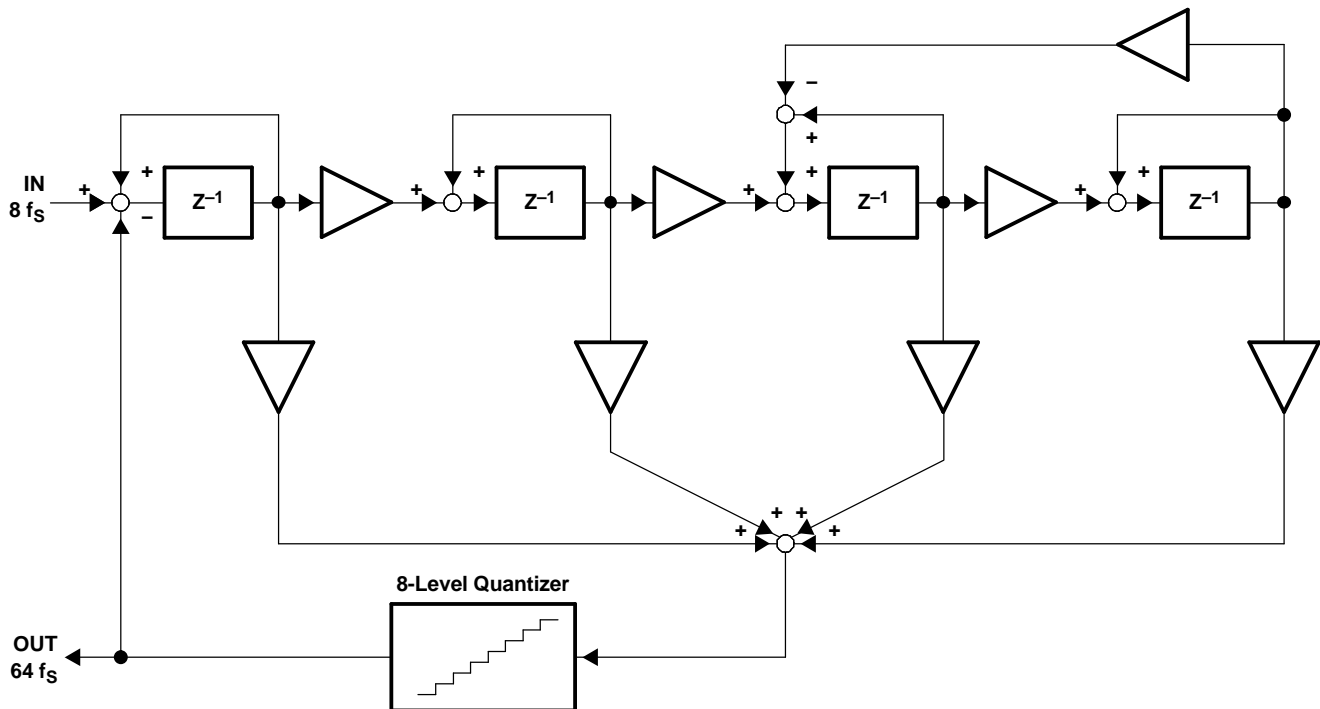 –
+
+
+
+
+
+
IN
8 fS
+
–
Z–1
+
Z–1
+
Z–1
+
Z–1
+
+
+
+
8-Level Quantizer
OUT
64 fS